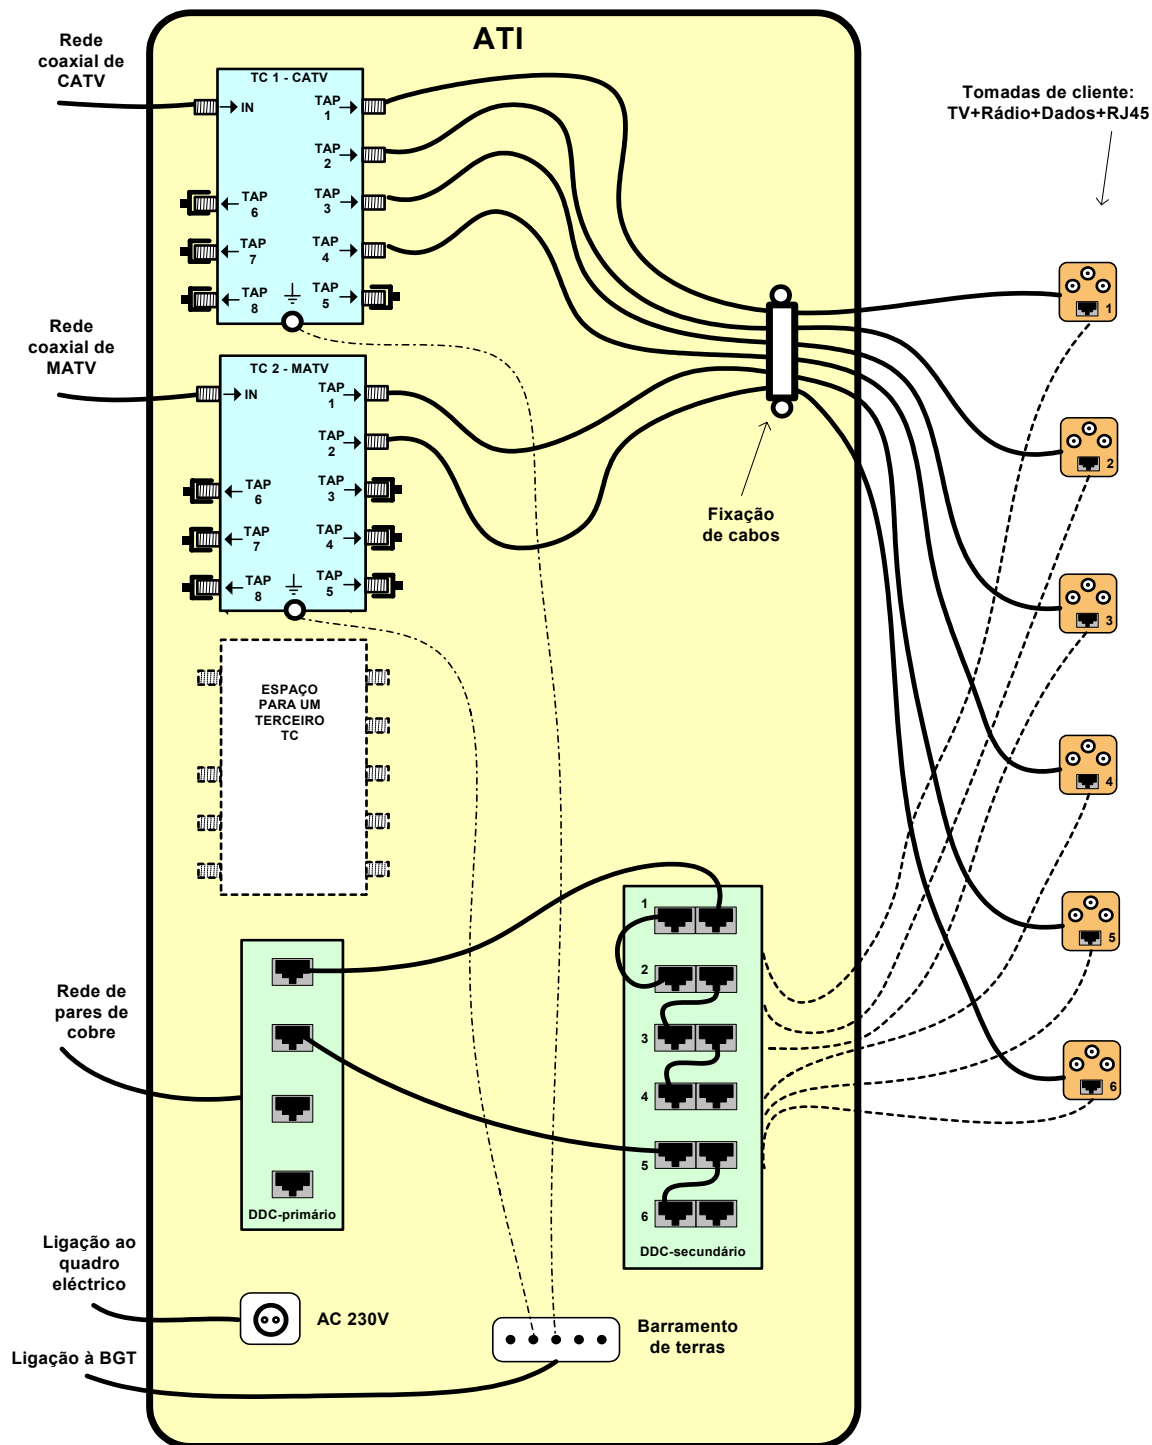 ATI
Rede
coaxial de
CATV
TC 1 - CATV
IN
TAP
1
TAP
2
TAP
3
TAP
4
TAP
5
TAP
6
TAP
7
TAP
8
Tomadas de cliente:
TV+Rádio+Dados+RJ45
Rede
coaxial de
MATV
TC 2 - MATV
IN
TAP
1
TAP
2
TAP
3
TAP
4
TAP
5
TAP
6
TAP
7
TAP
8
Fixação
de cabos
1
2
3
4
5
6
ESPAÇO
PARA UM
TERCEIRO
TC
Rede de
pares de
cobre
DDC-primário
1
2
3
4
5
6
DDC-secundário
Ligação ao
quadro
eléctrico
AC 230V
Barramento
de terras
Ligação à BGT